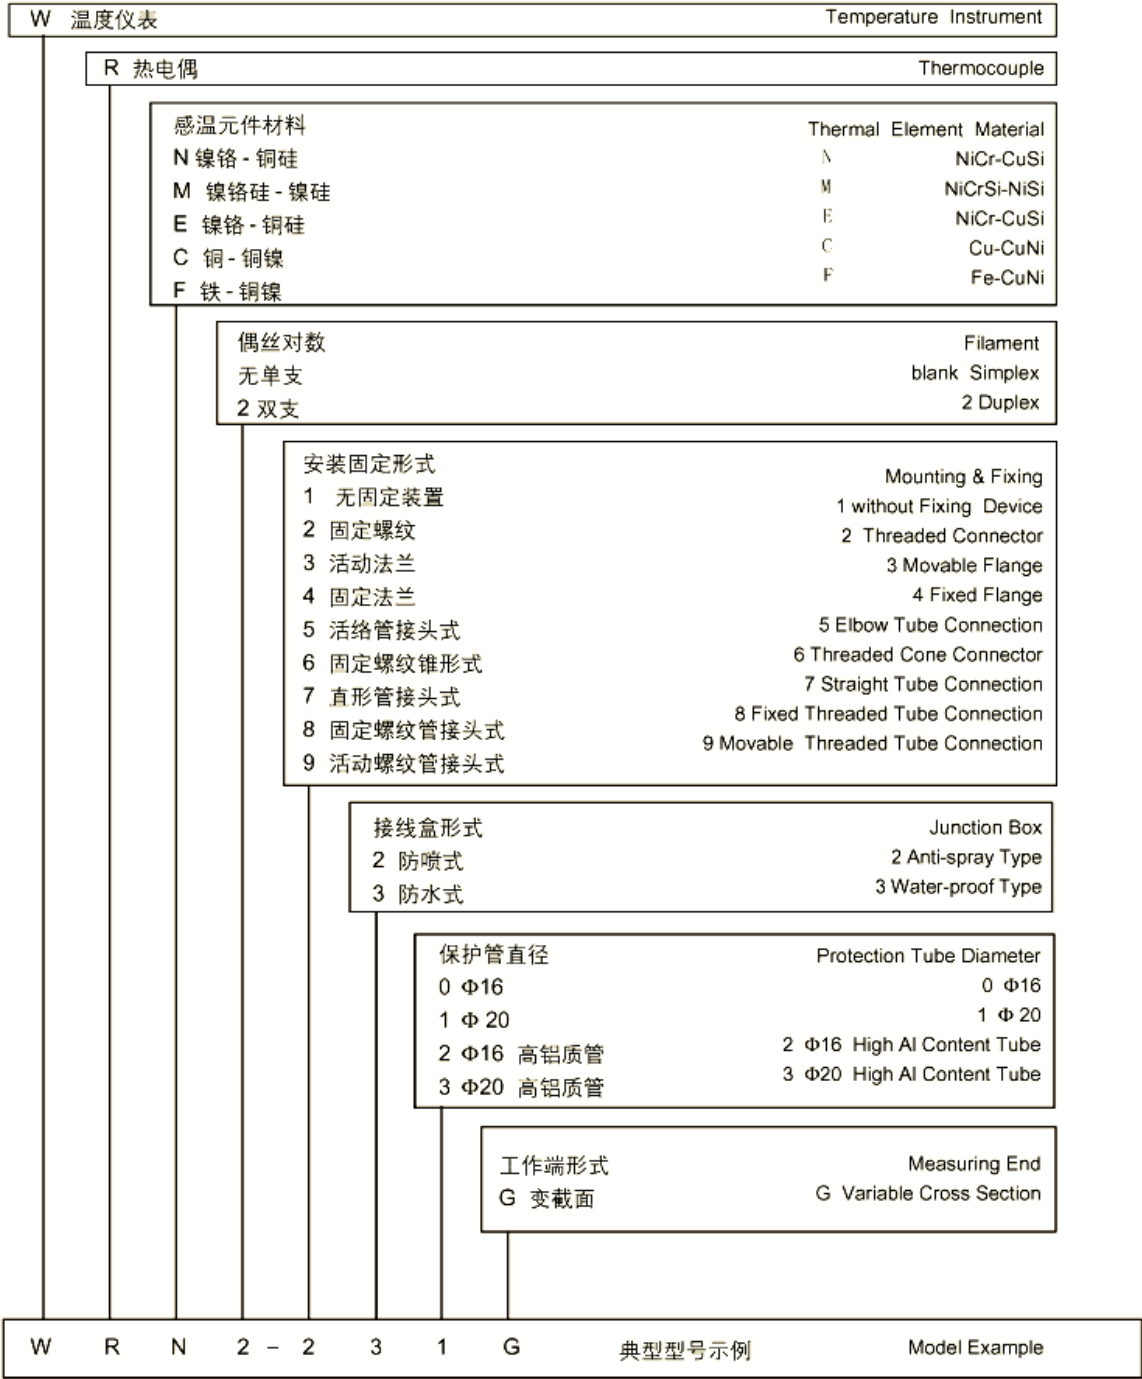 W 温度仪表 Temperature Instrument
R 热电偶 Thermocouple
感温元件材料 Thermal Element Material
N 镍铬 - 铜硅 N NiCr-CuSi
M 镍铬硅 - 镍硅 M NiCrSi-NiSi
E 镍铬 - 铜硅 E NiCr-CuSi
C 铜 - 铜镍 C Cu-CuNi
F 铁 - 铜镍 F Fe-CuNi
偶丝对数 Filament
无单支 blank Simplex
2 双支 2 Duplex
安装固定形式 Mounting & Fixing
1 无固定装置 1 without Fixing Device
2 固定螺纹 2 Threaded Connector
3 活动法兰 3 Movable Flange
4 固定法兰 4 Fixed Flange
5 活络管接头式 5 Elbow Tube Connection
6 固定螺纹锥形式 6 Threaded Cone Connector
7 直形管接头式 7 Straight Tube Connection
8 固定螺纹管接头式 8 Fixed Threaded Tube Connection
9 活动螺纹管接头式 9 Movable Threaded Tube Connection
接线盒形式 Junction Box
2 防喷式 2 Anti-spray Type
3 防水式 3 Water-proof Type
保护管直径 Protection Tube Diameter
0 Φ16 0 Φ16
1 Φ 20 1 Φ 20
2 Φ16 高铝质管 2 Φ16 High Al Content Tube
3 Φ20 高铝质管 3 Φ20 High Al Content Tube
工作端形式 Measuring End
G 变截面 G Variable Cross Section
W R N 2 - 2 3 1 G 典型型号示例 Model Example